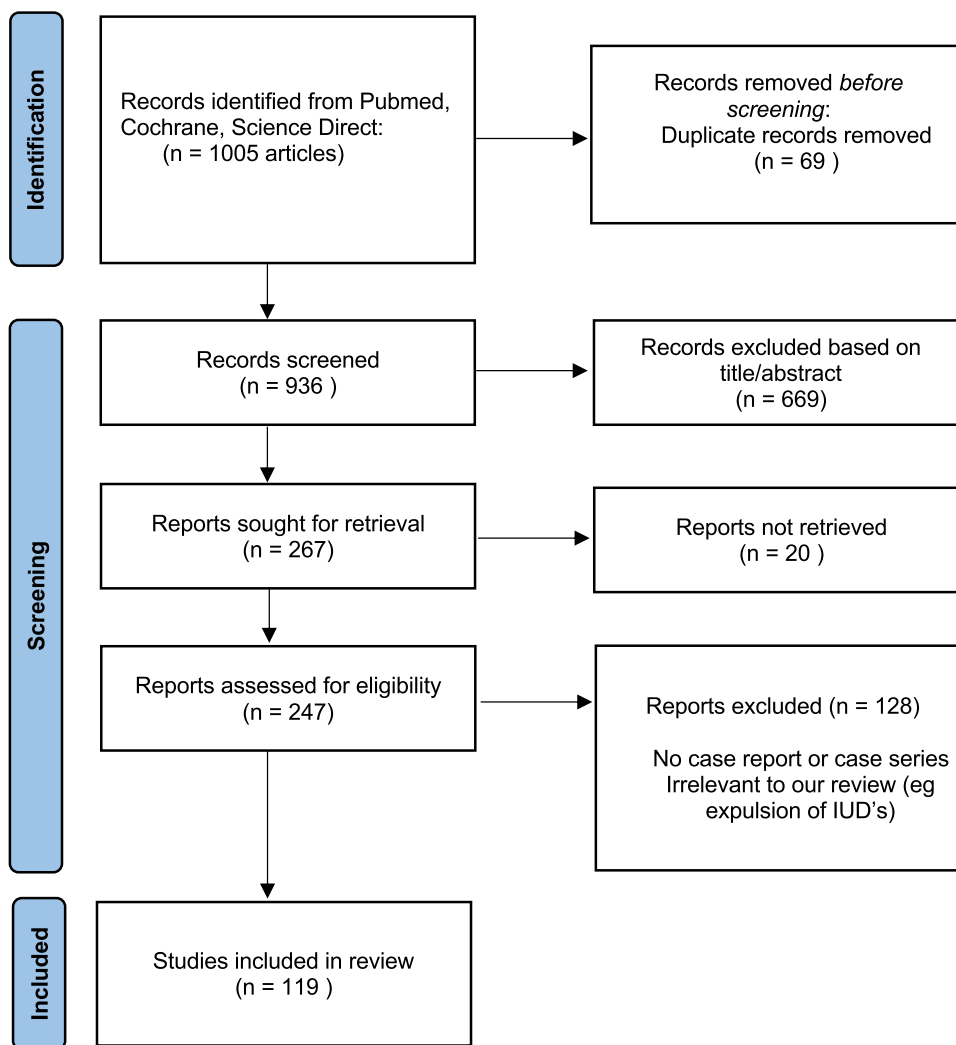 Identification
Records identified from Pubmed,
Cochrane, Science Direct:
(n = 1005 articles)
Records removed before
screening:
Duplicate records removed
(n = 69 )
Screening
Records screened
(n = 936 )
Records excluded based on
title/abstract
(n = 669)
Reports sought for retrieval
(n = 267)
Reports not retrieved
(n = 20 )
Reports assessed for eligibility
(n = 247)
Reports excluded (n = 128)
No case report or case series
Irrelevant to our review (eg
expulsion of IUD’s)
Included
Studies included in review
(n = 119 )